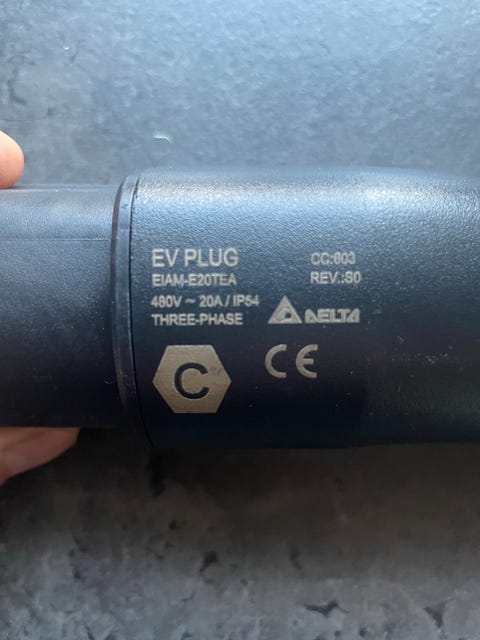 EV PLUG
EIAM-E20TEA
480V ~ 20A / IP54
THREE-PHASE
CC:603
REV.:S0
DELTA
C
CE